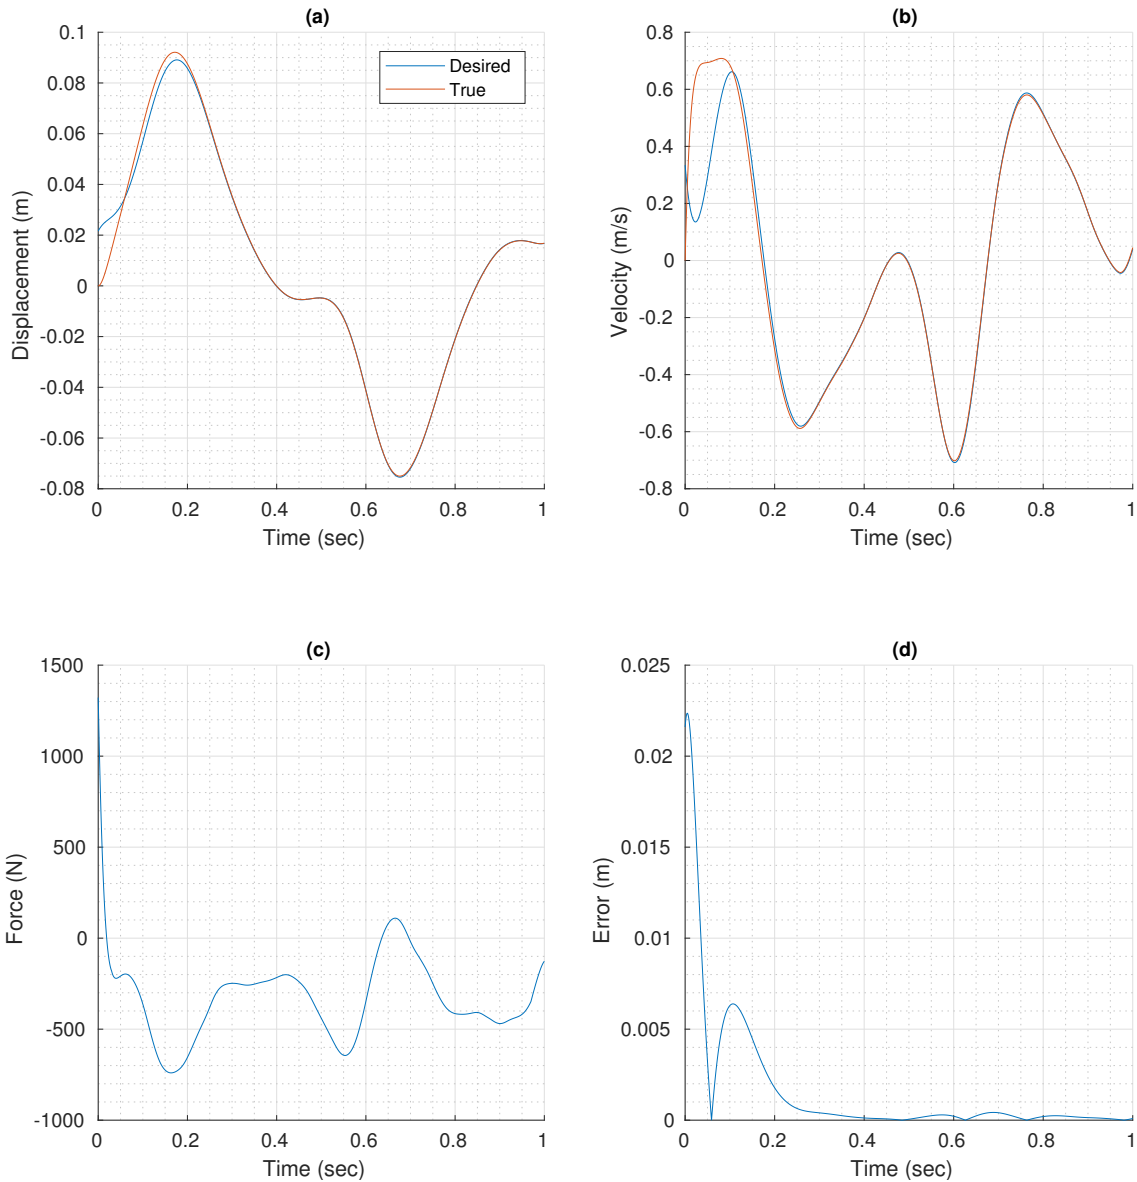 (a)
0.1
0.08
0.06
0.04
0.02
0
-0.02
-0.04
-0.06
-0.08
Displacement (m)
Desired
True
0 0.2 0.4 0.6 0.8 1
Time (sec)
(b)
0.8
0.6
0.4
0.2
0
-0.2
-0.4
-0.6
-0.8
Velocity (m/s)
0 0.2 0.4 0.6 0.8 1
Time (sec)
(c)
1500
1000
500
0
-500
-1000
Force (N)
0 0.2 0.4 0.6 0.8 1
Time (sec)
(d)
0.025
0.02
0.015
0.01
0.005
0
Error (m)
0 0.2 0.4 0.6 0.8 1
Time (sec)